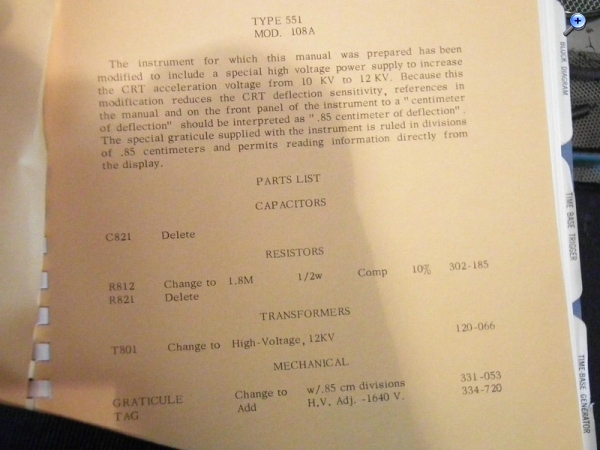 TYPE 551
MOD. 108A
The instrument for which this manual was prepared has been
modified to include a special high voltage power supply to increase
the CRT acceleration voltage from 10 KV to 12 KV. Because this
modification reduces the CRT deflection sensitivity, references in
the manual and on the front panel of the instrument to a "centimeter
of deflection" should be interpreted as ".85 centimeter of deflection".
The special graticule supplied with the instrument is ruled in divisions
of .85 centimeters and permits reading information directly from
the display.
PARTS LIST
CAPACITORS
C821 Delete
RESISTORS
R812 Change to 1.8M 1/2w Comp 10% 302-185
R821 Delete
TRANSFORMERS
T801 Change to High-Voltage, 12KV 120-066
MECHANICAL
GRATICULE Change to w/.85 cm divisions 331-053
TAG Add H.V. Adj. -1640 V. 334-720
BLOCK DIAGRAM
TIME BASE TRIGGER
TIME-BASE GENERATOR